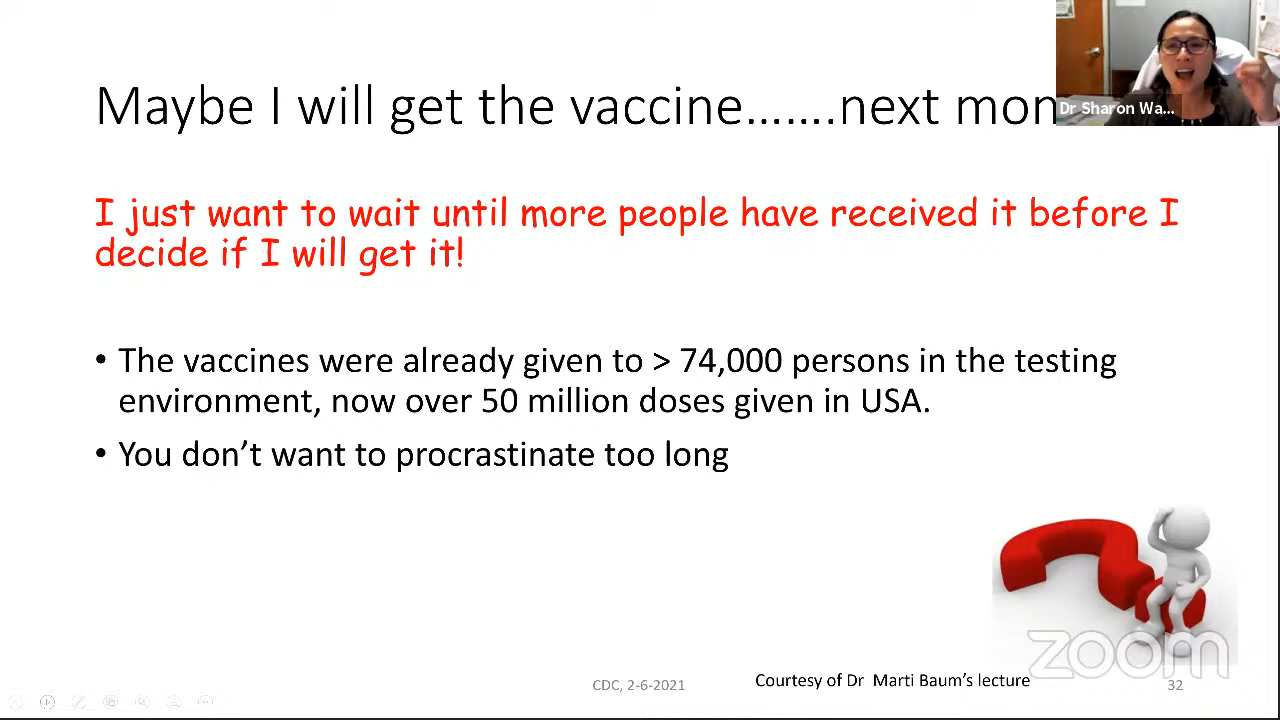 Maybe I will get the vaccine…….next mon
Dr Sharon Wa...
I just want to wait until more people have received it before I
decide if I will get it!
• The vaccines were already given to > 74,000 persons in the testing
environment, now over 50 million doses given in USA.
• You don’t want to procrastinate too long
zoom
CDC, 2-6-2021
Courtesy of Dr Marti Baum’s lecture
32